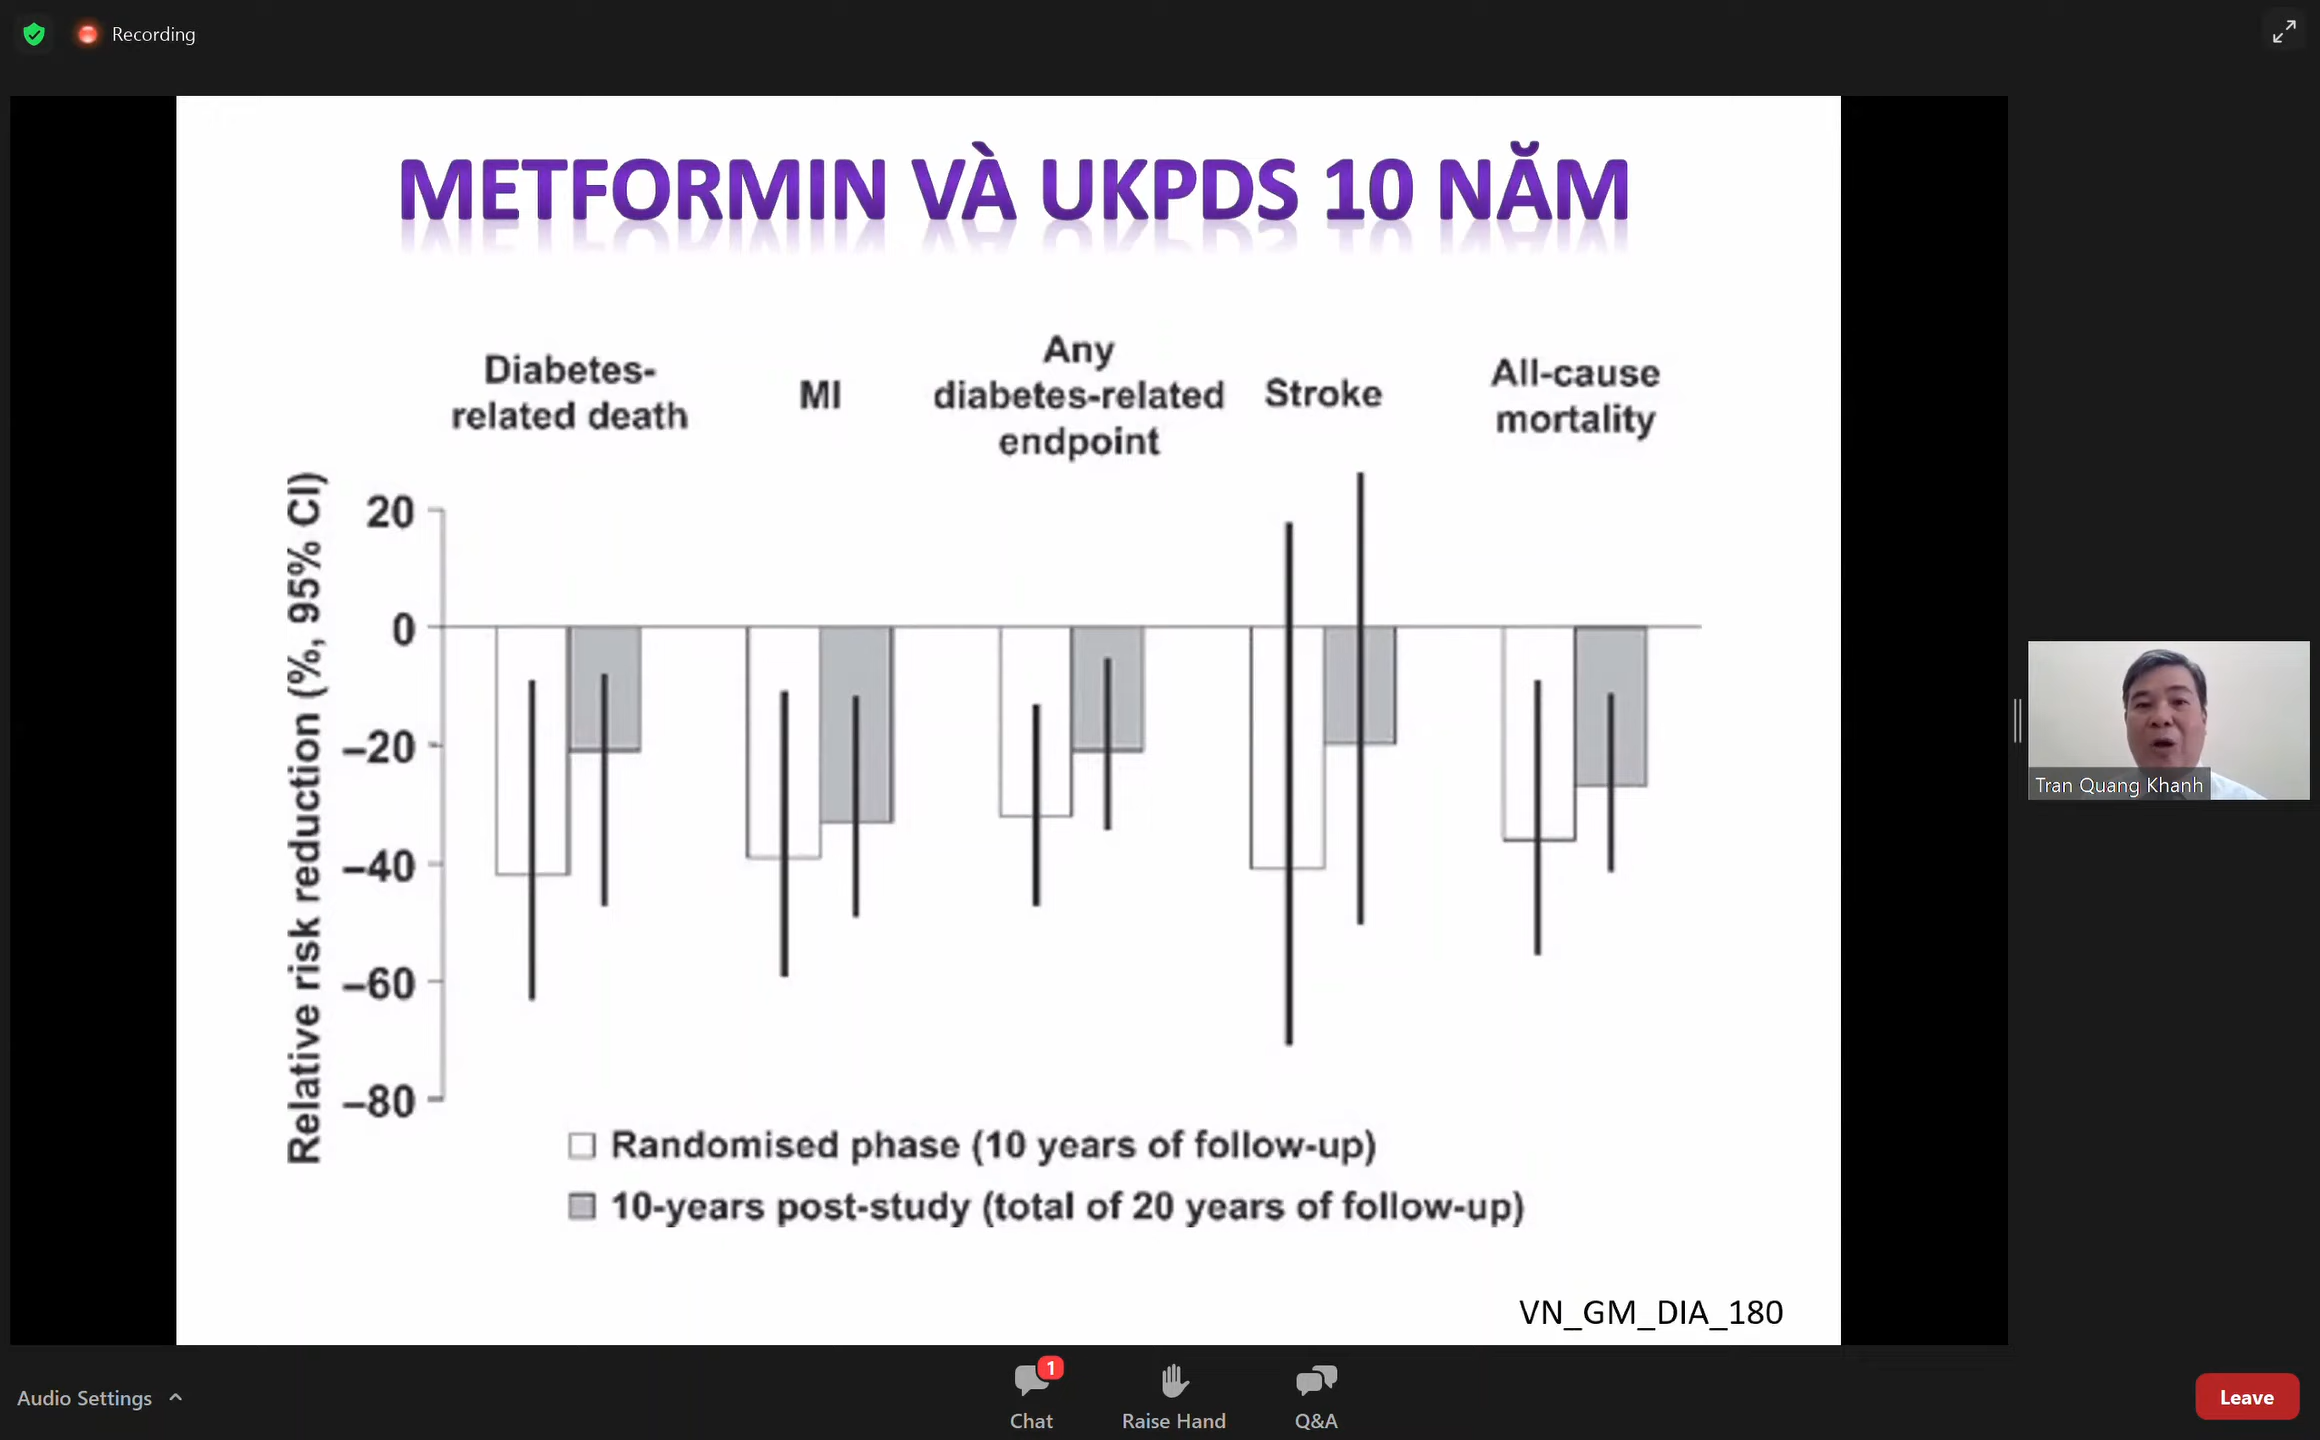 Recording
METFORMIN VÀ UKPDS 10 NĂM
Diabetes-
related death
MI
Any
diabetes-related
endpoint
Stroke
All-cause
mortality
Relative risk reduction (%, 95% CI)
20
0
–20
–40
–60
–80
Randomised phase (10 years of follow-up)
10-years post-study (total of 20 years of follow-up)
VN_GM_DIA_180
Tran Quang Khanh
Audio Settings
1
Chat
Raise Hand
Q&A
Leave